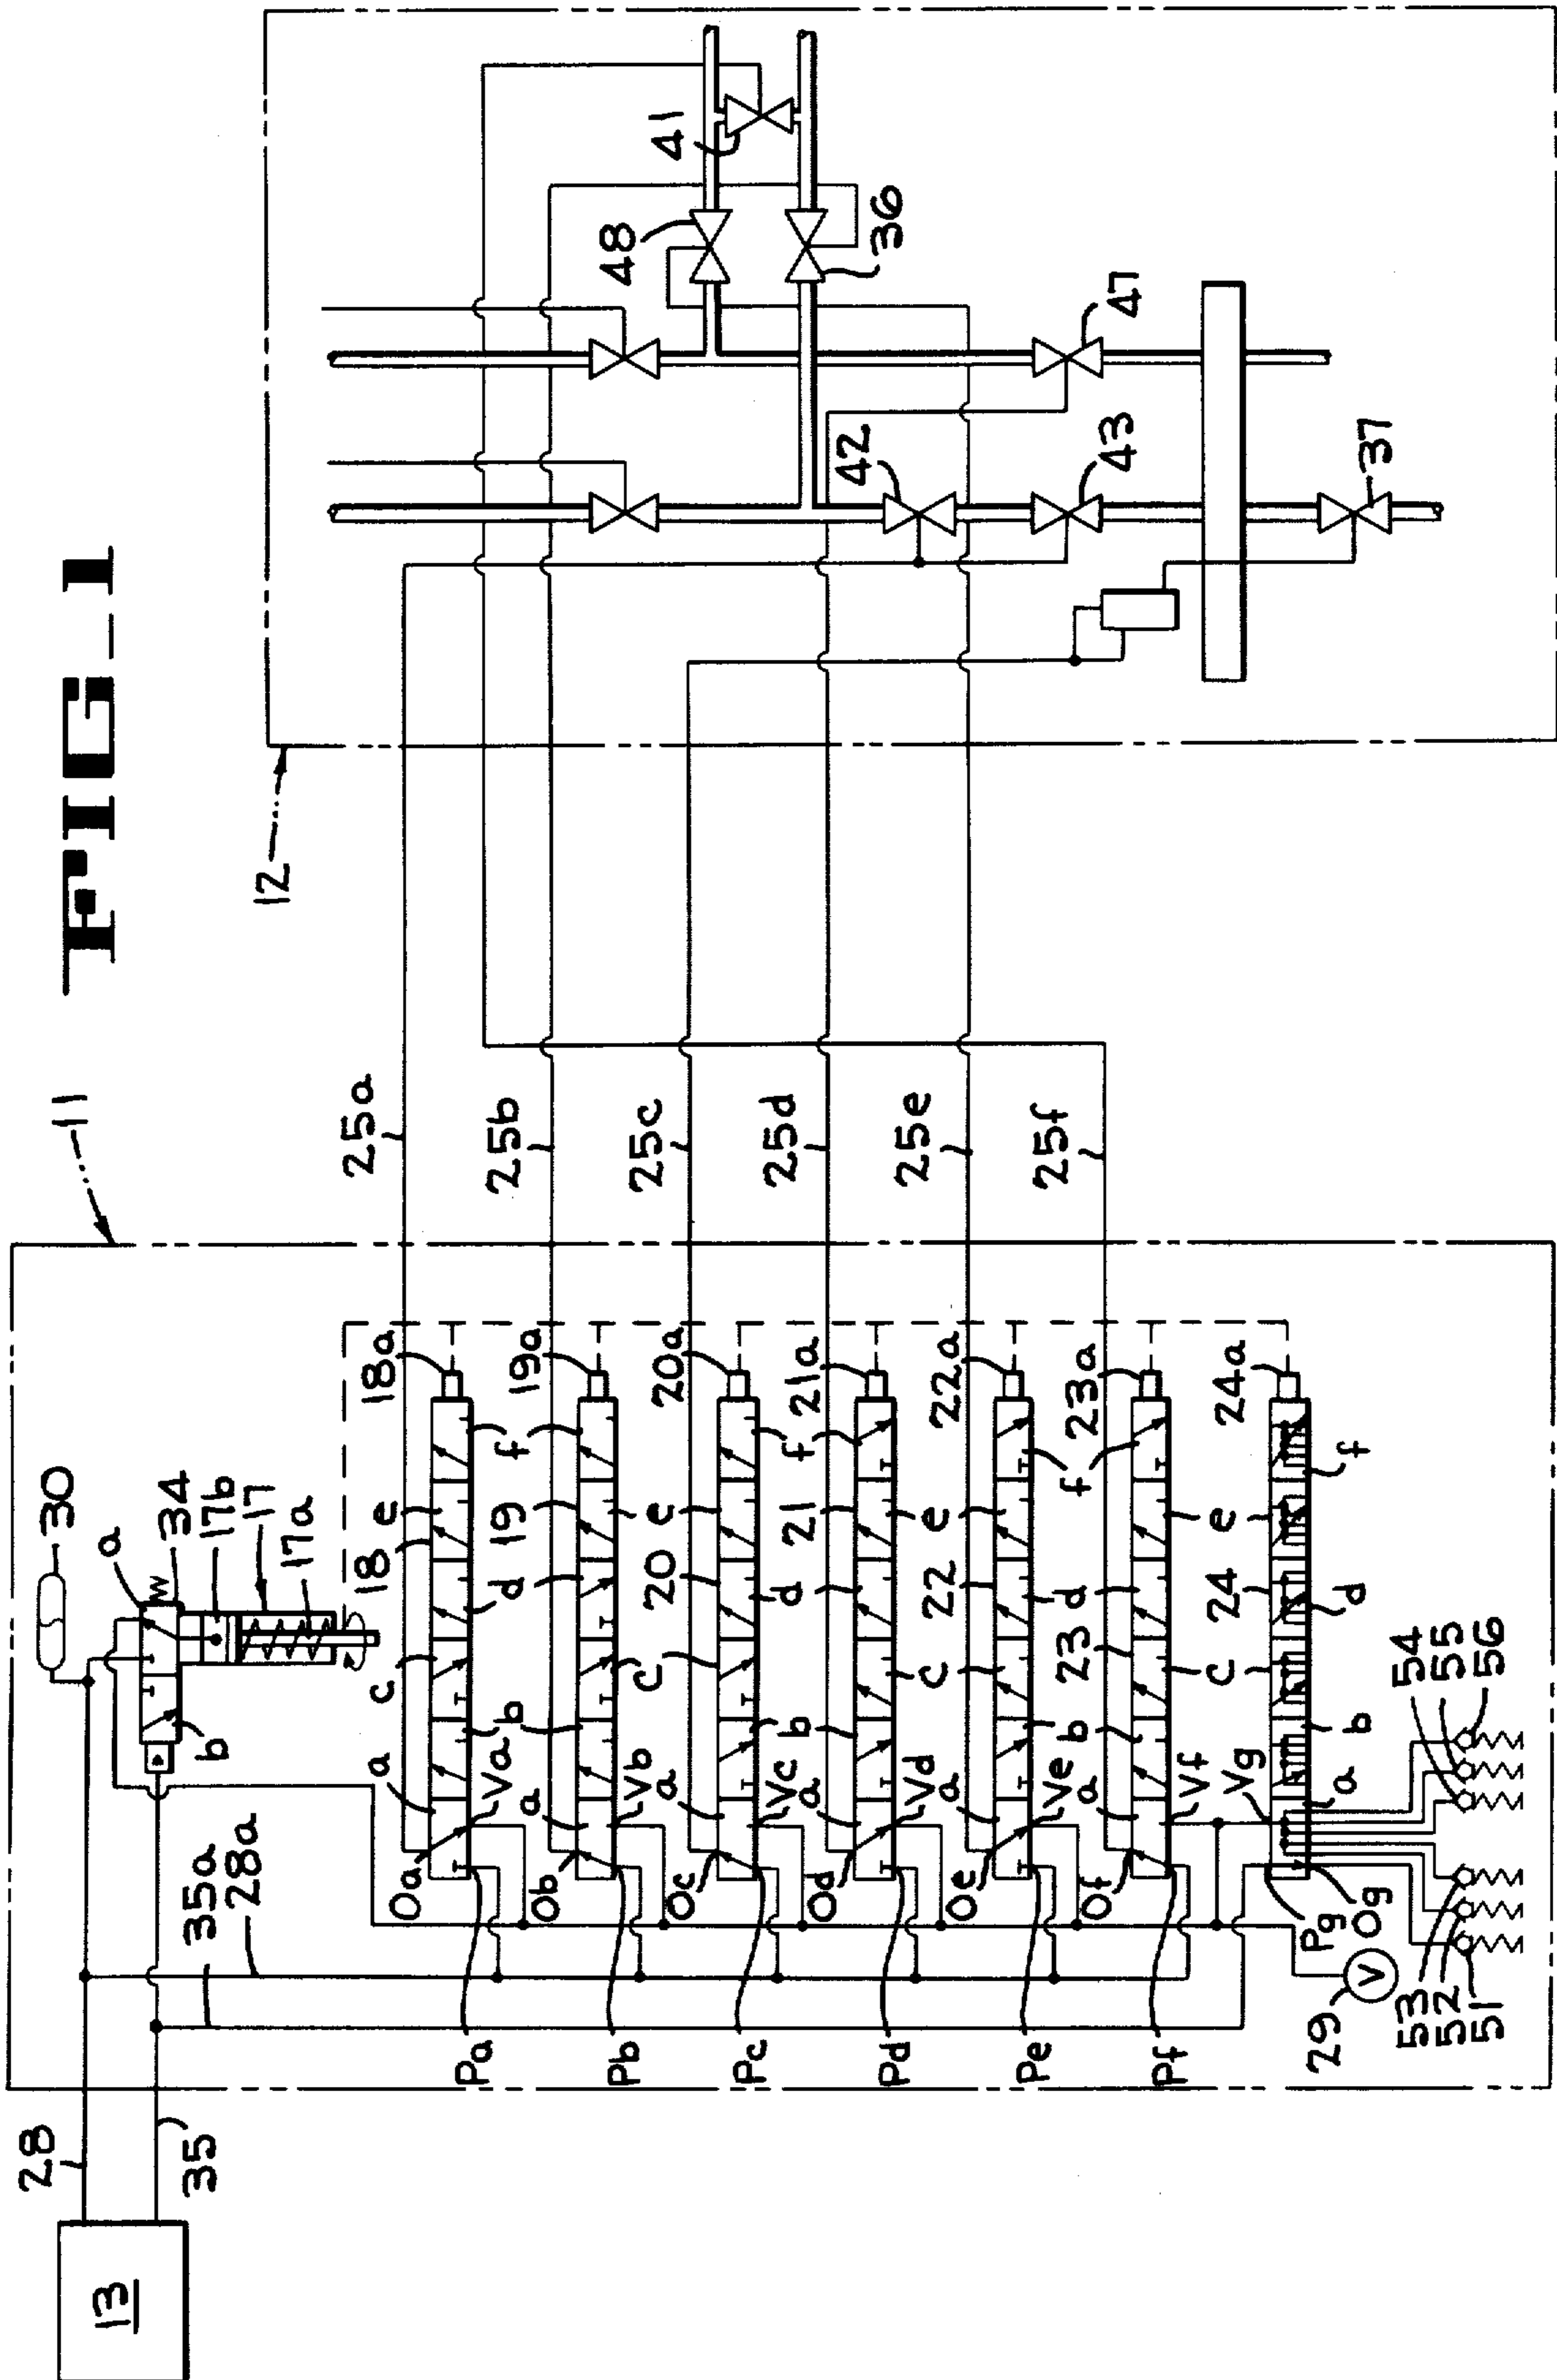 FIG_1
11
12
13
28
35
35a
28a
30
a
34
17b
17
17a
b
25a
25b
25c
25d
25e
25f
18a
18
a
b
c
d
e
f
Oa
Va
Pa
19a
19
a
b
c
d
e
f
Ob
Vb
Pb
20a
20
a
b
c
d
e
f
Oc
Vc
Pc
21a
21
a
b
c
d
e
f
Od
Vd
Pd
22a
22
a
b
c
d
e
f
Oe
Ve
Pe
23a
23
a
b
c
d
e
f
Of
Vf
Pf
24a
24
a
b
d
f
Vg
Pg
Og
29
V
51
52
53
54
55
56
48
41
36
42
43
47
37